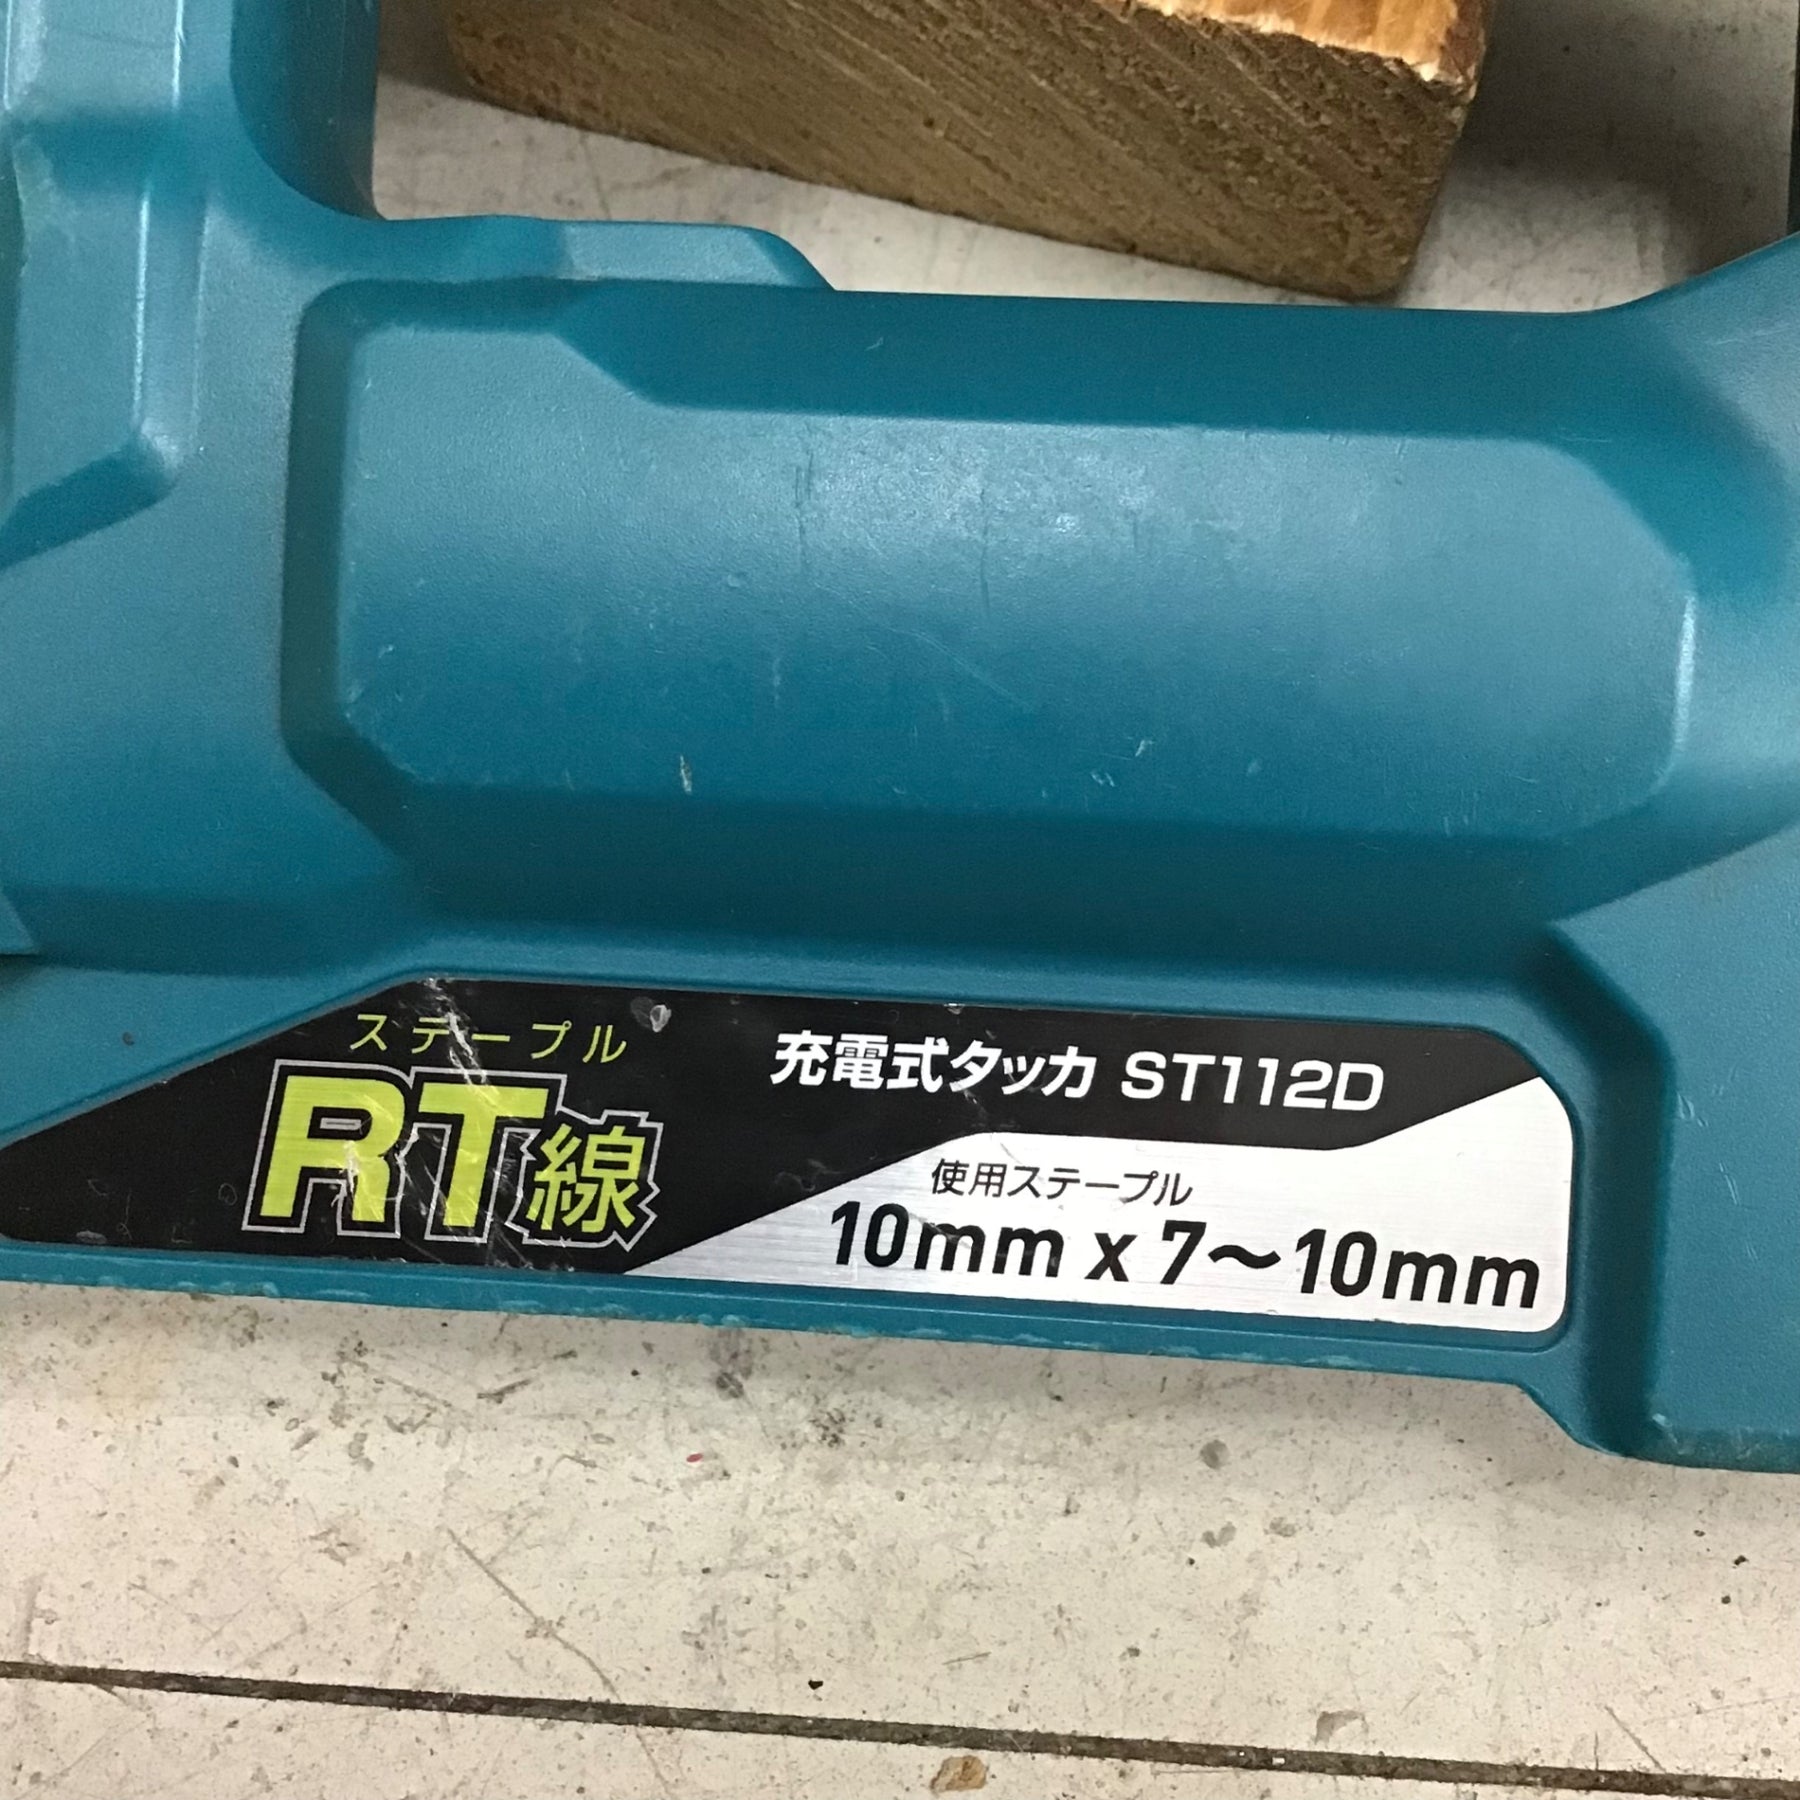 ステープル
RT線
充電式タッカ ST112D
使用ステープル
10mm x 7〜10mm